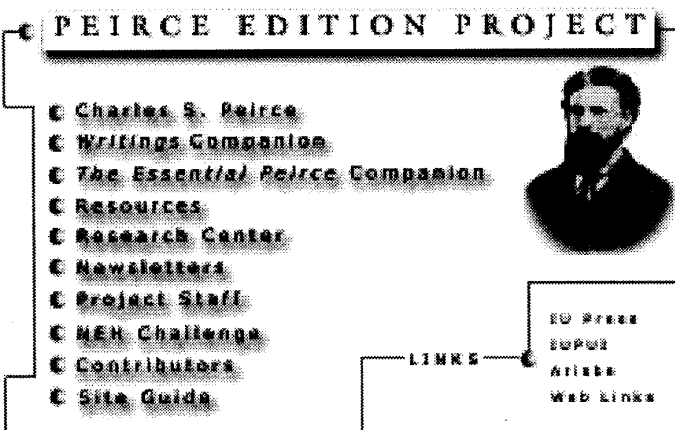 PEIRCE EDITION PROJECT
Charles S. Peirce
Writings Companion
The Essential Peirce Companion
Resources
Research Center
Newsletters
Project Staff
NEH Challenge
Contributors
Site Guide
LINKS
IU Press
IUPUI
Arisbe
Web Links